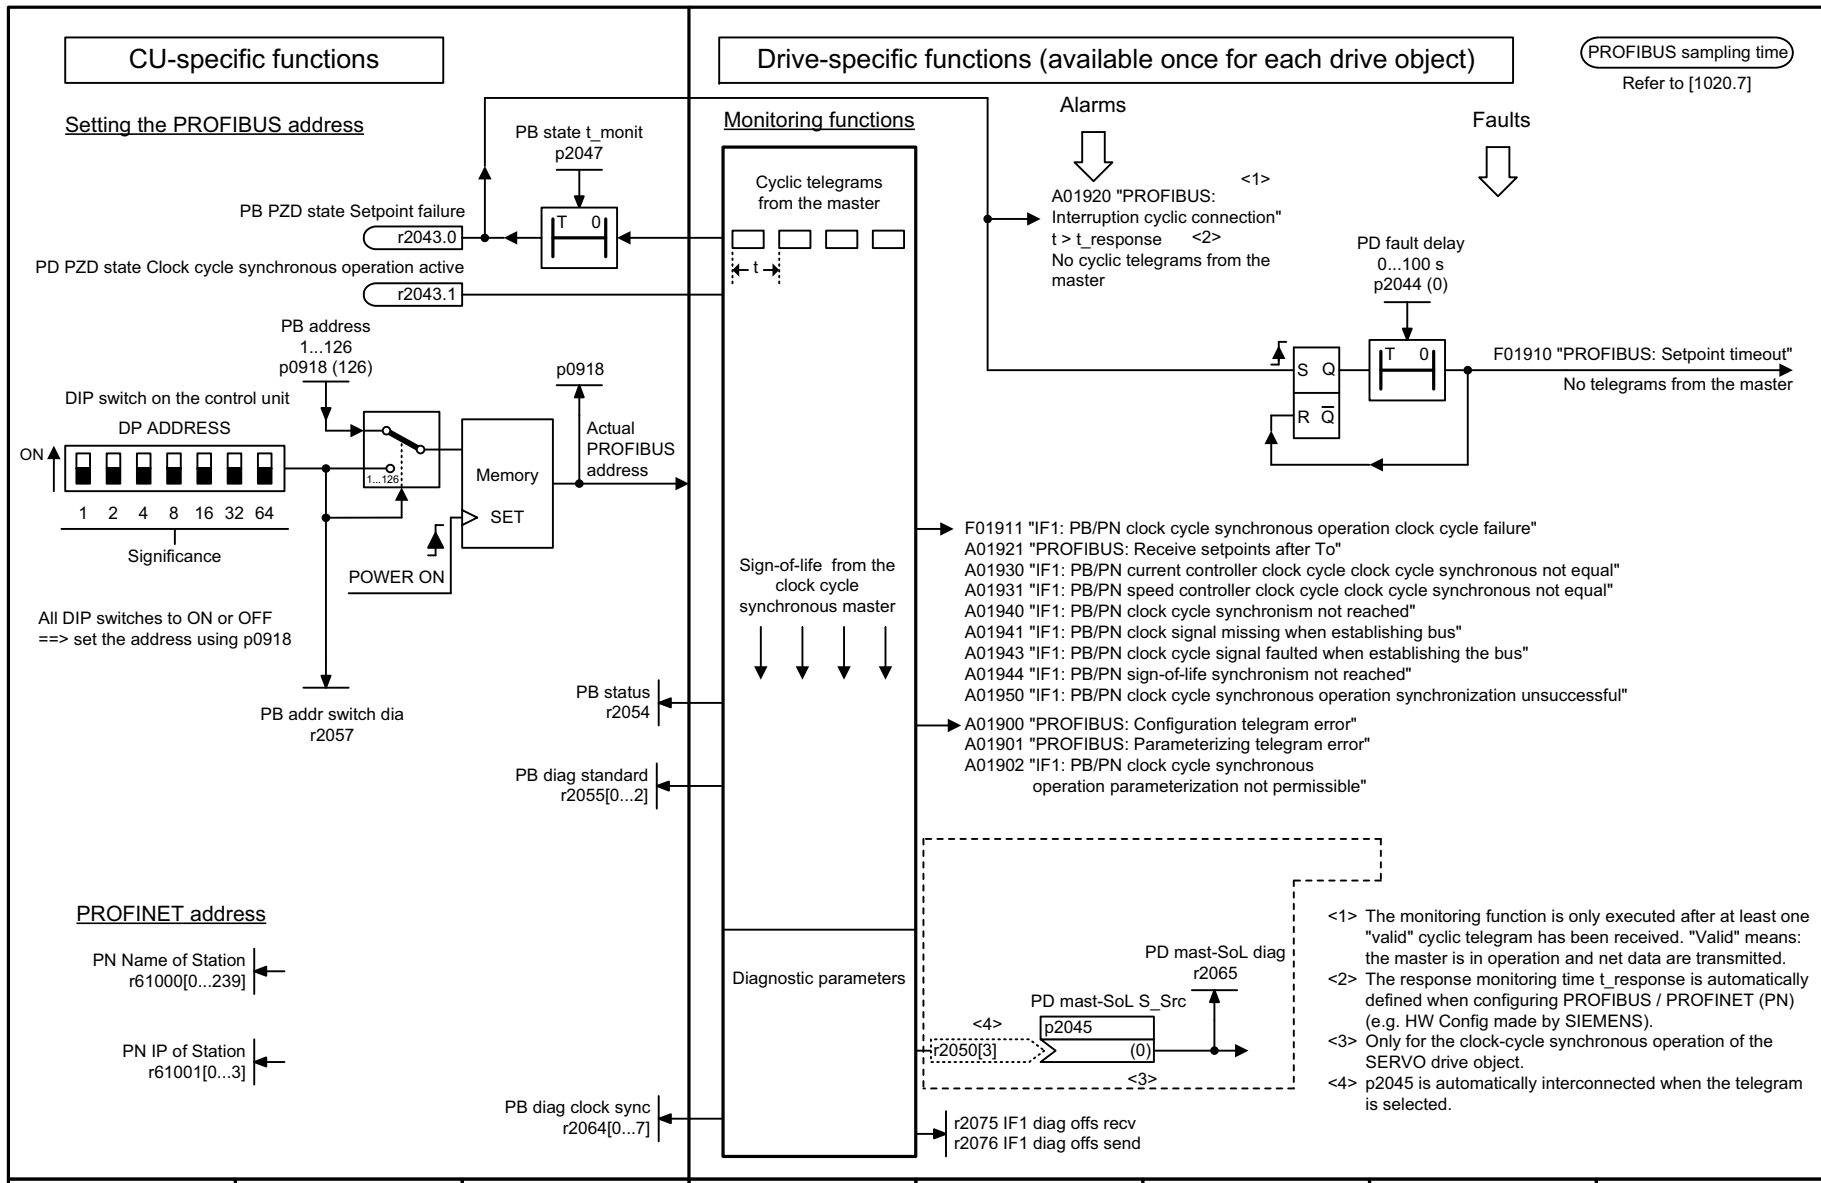 CU-specific functions
Drive-specific functions (available once for each drive object)
PROFIBUS sampling time
Refer to [1020.7]
Setting the PROFIBUS address
PB state t_monit
p2047
T 0
PB PZD state Setpoint failure
r2043.0
PD PZD state Clock cycle synchronous operation active
r2043.1
PB address
1...126
p0918 (126)
DIP switch on the control unit
DP ADDRESS
ON
1 2 4 8 16 32 64
Significance
1...126
Memory
SET
POWER ON
p0918
Actual
PROFIBUS
address
All DIP switches to ON or OFF
==> set the address using p0918
PB addr switch dia
r2057
PB status
r2054
PB diag standard
r2055[0...2]
PROFINET address
PN Name of Station
r61000[0...239]
PN IP of Station
r61001[0...3]
PB diag clock sync
r2064[0...7]
Monitoring functions
Cyclic telegrams
from the master
t
Sign-of-life from the
clock cycle
synchronous master
Diagnostic parameters
Alarms
Faults
<1>
A01920 "PROFIBUS:
Interruption cyclic connection"
t > t_response <2>
No cyclic telegrams from the
master
PD fault delay
0...100 s
p2044 (0)
S Q
R Q̅
T 0
F01910 "PROFIBUS: Setpoint timeout"
No telegrams from the master
F01911 "IF1: PB/PN clock cycle synchronous operation clock cycle failure"
A01921 "PROFIBUS: Receive setpoints after To"
A01930 "IF1: PB/PN current controller clock cycle clock cycle synchronous not equal"
A01931 "IF1: PB/PN speed controller clock cycle clock cycle synchronous not equal"
A01940 "IF1: PB/PN clock cycle synchronism not reached"
A01941 "IF1: PB/PN clock signal missing when establishing bus"
A01943 "IF1: PB/PN clock cycle signal faulted when establishing the bus"
A01944 "IF1: PB/PN sign-of-life synchronism not reached"
A01950 "IF1: PB/PN clock cycle synchronous operation synchronization unsuccessful"
A01900 "PROFIBUS: Configuration telegram error"
A01901 "PROFIBUS: Parameterizing telegram error"
A01902 "IF1: PB/PN clock cycle synchronous
operation parameterization not permissible"
PD mast-SoL diag
r2065
PD mast-SoL S_Src
<4>
p2045
r2050[3]
(0)
<3>
r2075 IF1 diag offs recv
r2076 IF1 diag offs send
<1> The monitoring function is only executed after at least one
"valid" cyclic telegram has been received. "Valid" means:
the master is in operation and net data are transmitted.
<2> The response monitoring time t_response is automatically
defined when configuring PROFIBUS / PROFINET (PN)
(e.g. HW Config made by SIEMENS).
<3> Only for the clock-cycle synchronous operation of the
SERVO drive object.
<4> p2045 is automatically interconnected when the telegram
is selected.